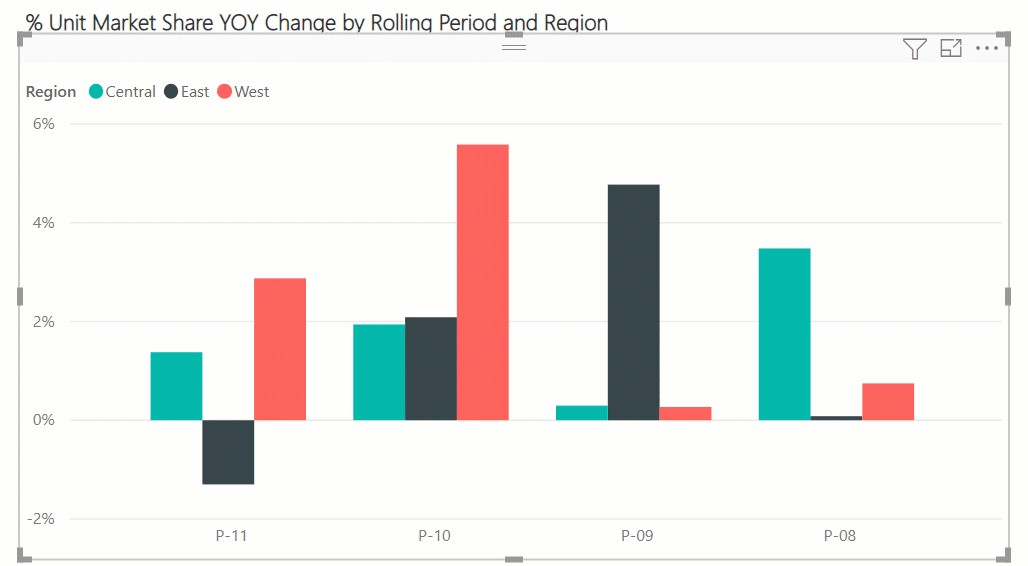 % Unit Market Share YOY Change by Rolling Period and Region
Region Central East West
6%
4%
2%
0%
-2%
P-11 P-10 P-09 P-08